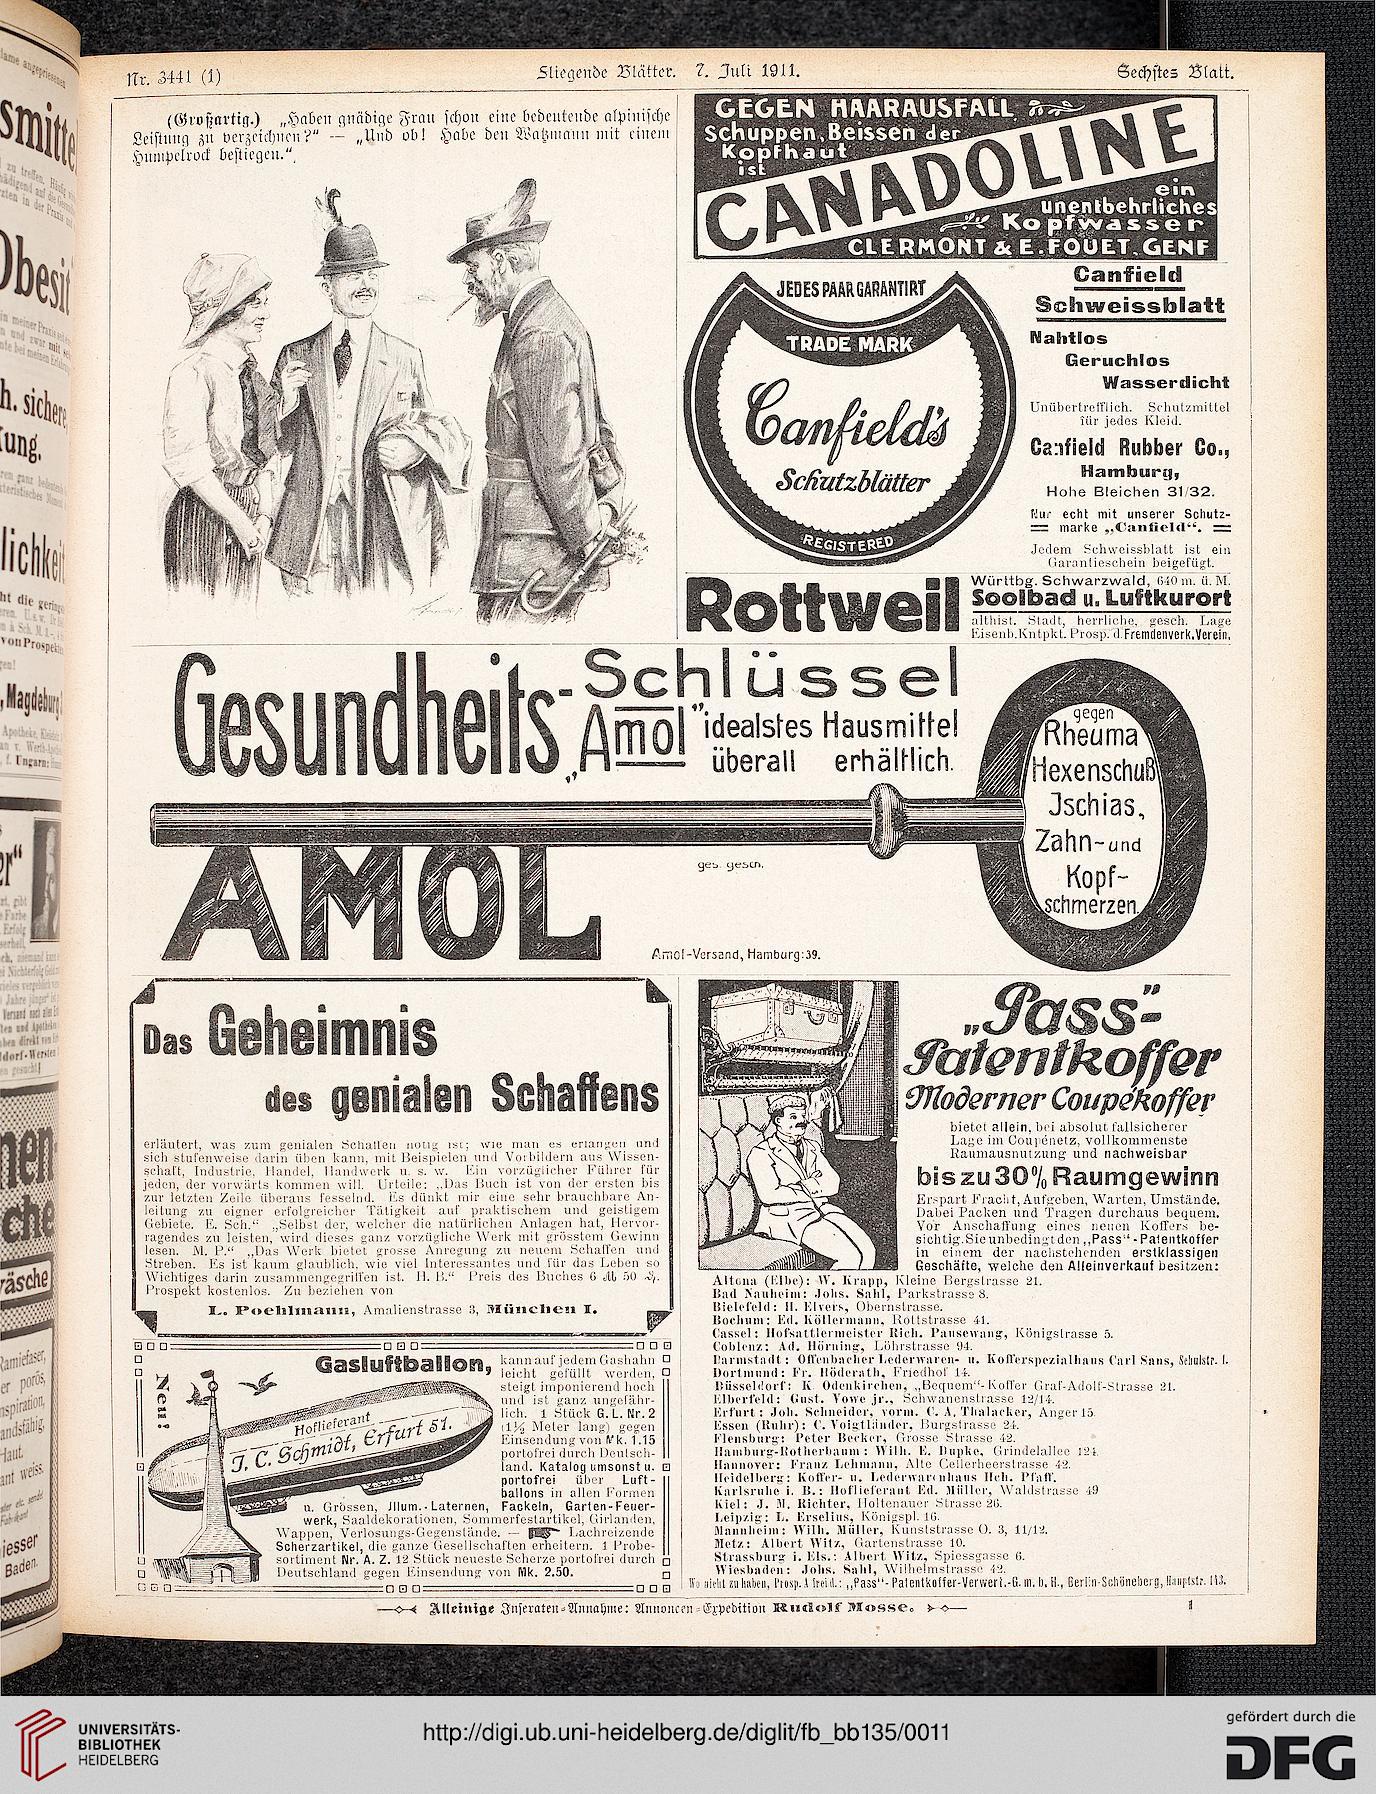 Nr. 3441 (1)
Fliegende Blätter. 7. Juli 1911.
Sechstes Blatt.
(Großartig.) „Haben gnädige Frau schon eine bedeutende alpinische
Leistung zu verzeichnen?" — „Und ob! Habe den Watzmann mit einem
Humpelrock bestiegen."
GEGEN HAARAUSFALL
Schuppen, Beissen der
Kopfhaut
ist
CANADOLINE
ein
unentbehrliches
Kopfwasser
CLERMONT & E. FOUET, GENF
JEDES PAAR GARANTIRT
TRADE MARK
Canfield's
Schutzblätter
REGISTERED
Canfield
Schweissblatt
Nahtlos
Geruchlos
Wasserdicht
Unübertrefflich. Schutzmittel
für jedes Kleid.
Canfield Rubber Co.,
Hamburg,
Hohe Bleichen 31/32.
Nur echt mit unserer Schutz-
marke „Canfield“.
Jedem Schweissblatt ist ein
Garantieschein beigefügt.
Rottweil
Württbg. Schwarzwald, 640 m. ü. M.
Soolbad u. Luftkurort
althist. Stadt, herrliche, gesch. Lage
Eisenb. Kntpkt. Prosp. d. Fremdenverk. Verein.
Gesundheits-Schlüssel
„Amol" idealstes Hausmittel
überall erhältlich.
gegen
Rheuma
Hexenschuß
Ischias,
Zahn- und
Kopf-
schmerzen.
AMOL
ges. gesch.
Amol-Versand, Hamburg: 39.
Das Geheimnis
des genialen Schaffens
erläutert, was zum genialen Schaffen nötig ist; wie man es erlangen und
sich stufenweise darin üben kann, mit Beispielen und Vorbildern aus Wissen-
schaft, Industrie, Handel, Handwerk u. s. w. Ein vorzüglicher Führer für
jeden, der vorwärts kommen will. Urteile: „Das Buch ist von der ersten bis
zur letzten Zeile überaus fesselnd. Es dünkt mir eine sehr brauchbare An-
leitung zu eigner erfolgreicher Tätigkeit auf praktischem und geistigem
Gebiete. E. Sch.“ „Selbst der, welcher die natürlichen Anlagen hat, Hervor-
ragendes zu leisten, wird dieses ganz vorzügliche Werk mit grösstem Gewinn
lesen. M. P.“ „Das Werk bietet grosse Anregung zu neuem Schaffen und
Streben. Es ist kaum glaublich, wie viel Interessantes und für das Leben so
Wichtiges darin zusammengegriffen ist. H. B.“ Preis des Buches 6 ℳ 50 ₰.
Prospekt kostenlos. Zu beziehen von
L. Poehlmann, Amalienstrasse 3, München I.
Neu!
Hoflieferant
J. C. Schmidt, Erfurt 51.
Gasluftballon, kann auf jedem Gashahn
leicht gefüllt werden,
steigt imponierend hoch
und ist ganz ungefähr-
lich. 1 Stück G. L. Nr. 2
(1½ Meter lang) gegen
Einsendung von Mk. 1.15
portofrei durch Deutsch-
land. Katalog umsonst u.
portofrei über Luft-
ballons in allen Formen
u. Grössen, Jllum.-Laternen, Fackeln, Garten-Feuer-
werk, Saaldekorationen, Sommerfestartikel, Girlanden,
Wappen, Verlosungs-Gegenstände. — Lachreizende
Scherzartikel, die ganze Gesellschaften erheitern. 1 Probe-
sortiment Nr. A. Z. 12 Stück neueste Scherze portofrei durch
Deutschland gegen Einsendung von Mk. 2.50.
„Pass“-
Patentkoffer
Moderner Coupékoffer
bietet allein, bei absolut fallsicherer
Lage im Coupénetz, vollkommenste
Raumausnutzung und nachweisbar
bis zu 30% Raumgewinn
Erspart Fracht, Aufgeben, Warten, Umstände.
Dabei Packen und Tragen durchaus bequem.
Vor Anschaffung eines neuen Koffers be-
sichtig. Sie unbedingt den „Pass“-Patentkoffer
in einem der nachstehenden erstklassigen
Geschäfte, welche den Alleinverkauf besitzen:
Altona (Elbe): W. Krapp, Kleine Bergstrasse 21.
Bad Nauheim: Johs. Sahl, Parkstrasse 8.
Bielefeld: H. Elvers, Obernstrasse.
Bochum: Ed. Köllermann, Rottstrasse 41.
Cassel: Hofsattlermeister Rich. Pausewang, Königstrasse 5.
Coblenz: Ad. Hörning, Löhrstrasse 94.
Darmstadt: Offenbacher Lederwaren- u. Kofferspezialhaus Carl Sans, Schulstr. 1.
Dortmund: Fr. Höderath, Friedhof 14.
Düsseldorf: K. Odenkirchen, „Bequem“-Koffer Graf-Adolf-Strasse 21.
Elberfeld: Gust. Vowe jr., Schwanenstrasse 12/14.
Erfurt: Joh. Schneider, vorm. C. A. Thalacker, Anger 15.
Essen (Ruhr): C. Voigtländer, Burgstrasse 24.
Flensburg: Peter Becker, Grosse Strasse 42.
Hamburg-Rotherbaum: Wilh. E. Dupke, Grindelallee 124.
Hannover: Franz Lehmann, Alte Cellerheerstrasse 42.
Heidelberg: Koffer- u. Lederwarenhaus Hch. Pfaff.
Karlsruhe i. B.: Hoflieferant Ed. Müller, Waldstrasse 49
Kiel: J. M. Richter, Holtenauer Strasse 26.
Leipzig: L. Erselius, Königspl. 16.
Mannheim: Wilh. Müller, Kunststrasse O. 3, 11/12.
Metz: Albert Witz, Gartenstrasse 10.
Strassburg i. Els.: Albert Witz, Spiessgasse 6.
Wiesbaden: Johs. Sahl, Wilhelmstrasse 42.
Wo nicht zu haben, Prosp. A frei d.: „Pass“-Patentkoffer-Verwert.-G. m. b. H., Berlin-Schöneberg, Hauptstr. 143.
Alleinige Inseraten-Annahme: Annoncen-Expedition Rudolf Mosse.
1
UNIVERSITÄTS-
BIBLIOTHEK
HEIDELBERG
http://digi.ub.uni-heidelberg.de/diglit/fb_bb135/0011
gefördert durch die
DFG